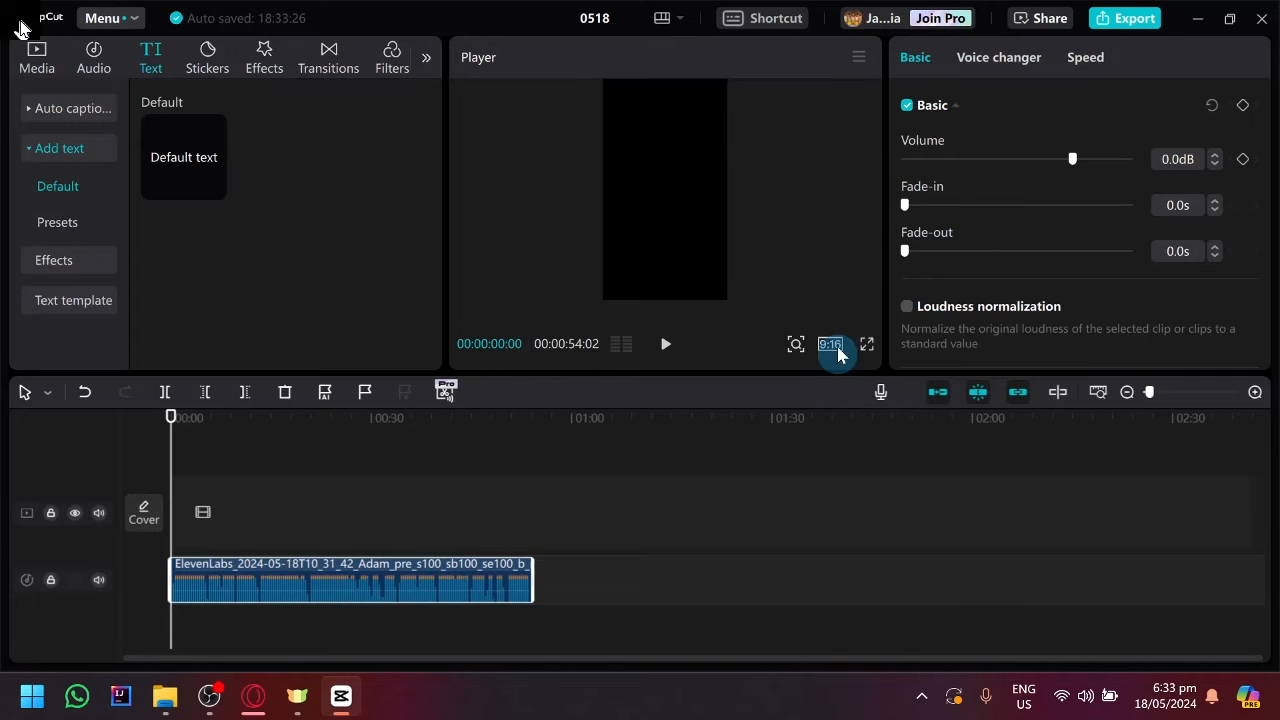 pCut
Menu
Auto saved: 18:33:26
0518
Shortcut
Ja...ia
Join Pro
Share
Export
Media
Audio
TI
Text
Stickers
Effects
Transitions
Filters
Player
Basic
Voice changer
Speed
Auto captio...
Add text
Default
Presets
Effects
Text template
Default
Default text
Basic
Volume
0.0dB
Fade-in
0.0s
Fade-out
0.0s
Loudness normalization
Normalize the original loudness of the selected clip or clips to a
standard value
00:00:00:00
00:00:54:02
9:16
Pro
00:00
00:30
01:00
01:30
02:00
02:30
Cover
ElevenLabs_2024-05-18T10_31_42_Adam_pre_s100_sb100_se100_b_
ENG
US
6:33 pm
18/05/2024
PRE